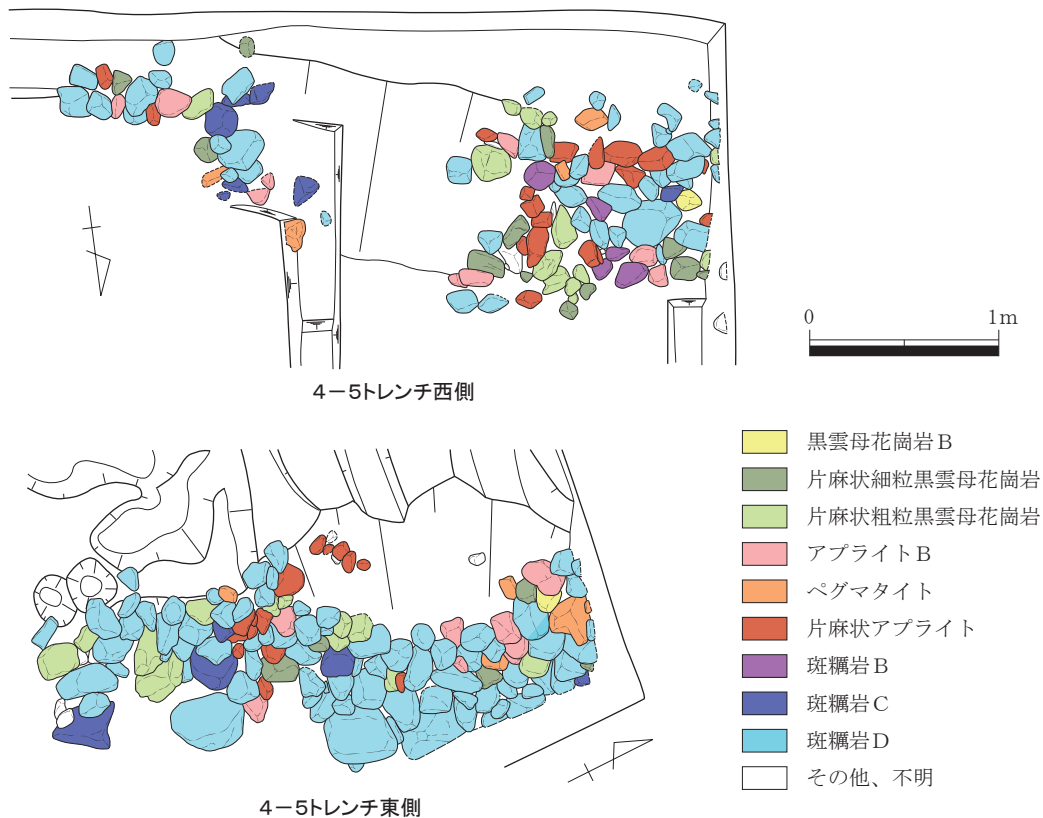 4－5トレンチ西側
0 1m
黒雲母花崗岩B
片麻状細粒黒雲母花崗岩
片麻状粗粒黒雲母花崗岩
アプライトB
ペグマタイト
片麻状アプライト
斑糲岩B
斑糲岩C
斑糲岩D
その他、不明
4－5トレンチ東側